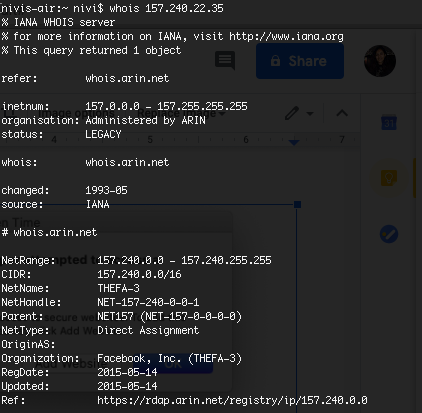 nivis-air:~ nivi$ whois 157.240.22.35
% IANA WHOIS server
% for more information on IANA, visit http://www.iana.org
% This query returned 1 object
Share
refer:        whois.arin.net
inetnum:      157.0.0.0 - 157.255.255.255
organisation: Administered by ARIN
status:       LEGACY
4 5 6 7
whois:        whois.arin.net
changed:      1993-05
source:       IANA
on Time
# whois.arin.net
NetRange:       157.240.0.0 - 157.240.255.255
CIDR:           157.240.0.0/16
NetName:        THEFA-3
NetHandle:      NET-157-240-0-0-1
Parent:         NET157 (NET-157-0-0-0-0)
NetType:        Direct Assignment
OriginAS:
Organization:   Facebook, Inc. (THEFA-3)
RegDate:        2015-05-14
Updated:        2015-05-14
Ref:            https://rdap.arin.net/registry/ip/157.240.0.0